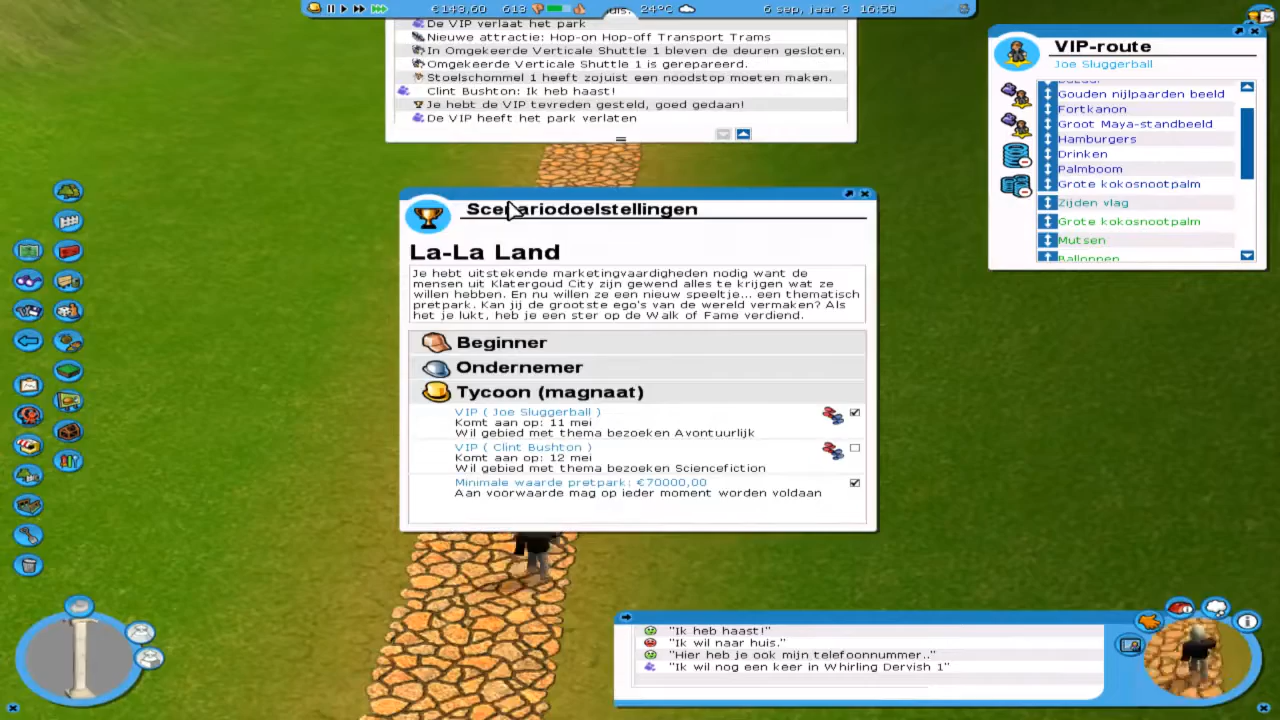 €149,60 613 24°C 6 sep, jaar 3 16:59
De VIP verlaat het park
Nieuwe attractie: Hop-on Hop-off Transport Trams
In Omgekeerde Verticale Shuttle 1 bleven de deuren gesloten.
Omgekeerde Verticale Shuttle 1 is gerepareerd.
Stoelschommel 1 heeft zojuist een noodstop moeten maken.
Clint Bushton: Ik heb haast!
Je hebt de VIP tevreden gesteld, goed gedaan!
De VIP heeft het park verlaten
VIP-route
Joe Sluggerball
Gouden nijlpaarden beeld
Fortkanon
Groot Maya-standbeeld
Hamburgers
Drinken
Palmboom
Grote kokosnootpalm
Zijden vlag
Grote kokosnootpalm
Mutsen
Ballonnen
Scenariodoelstellingen
La-La Land
Je hebt uitstekende marketingvaardigheden nodig want de
mensen uit Klatergoud City zijn gewend alles te krijgen wat ze
willen hebben. En nu willen ze een nieuw speeltje... een thematisch
pretpark. Kan jij de grootste ego's van de wereld vermaken? Als
het je lukt, heb je een ster op de Walk of Fame verdiend.
Beginner
Ondernemer
Tycoon (magnaat)
VIP ( Joe Sluggerball )
Komt aan op: 11 mei
Wil gebied met thema bezoeken Avontuurlijk
VIP ( Clint Bushton )
Komt aan op: 12 mei
Wil gebied met thema bezoeken Sciencefiction
Minimale waarde pretpark: €70000,00
Aan voorwaarde mag op ieder moment worden voldaan
"Ik heb haast!"
"Ik wil naar huis."
"Hier heb je ook mijn telefoonnummer.."
"Ik wil nog een keer in Whirling Dervish 1"